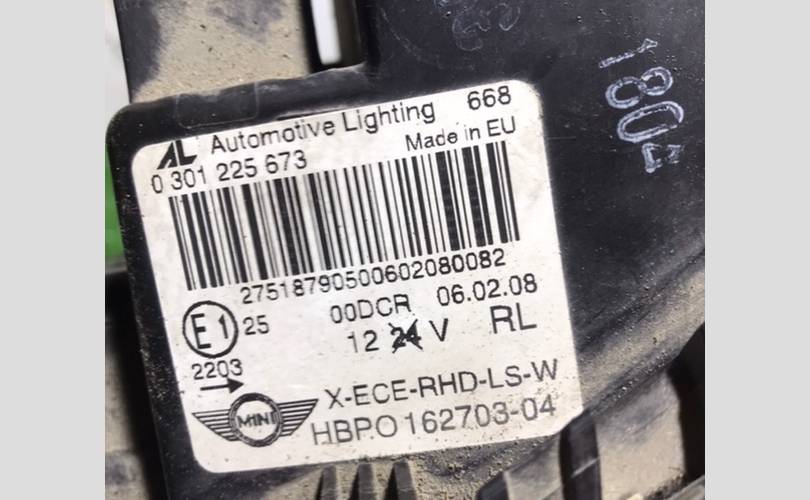 AL Automotive Lighting 668
0 301 225 673 Made in EU
27518790500602080082
00DCR 06.02.08
E1 25
12 24 V RL
2203
X-ECE-RHD-LS-W
MINI
HBPO 162703-04